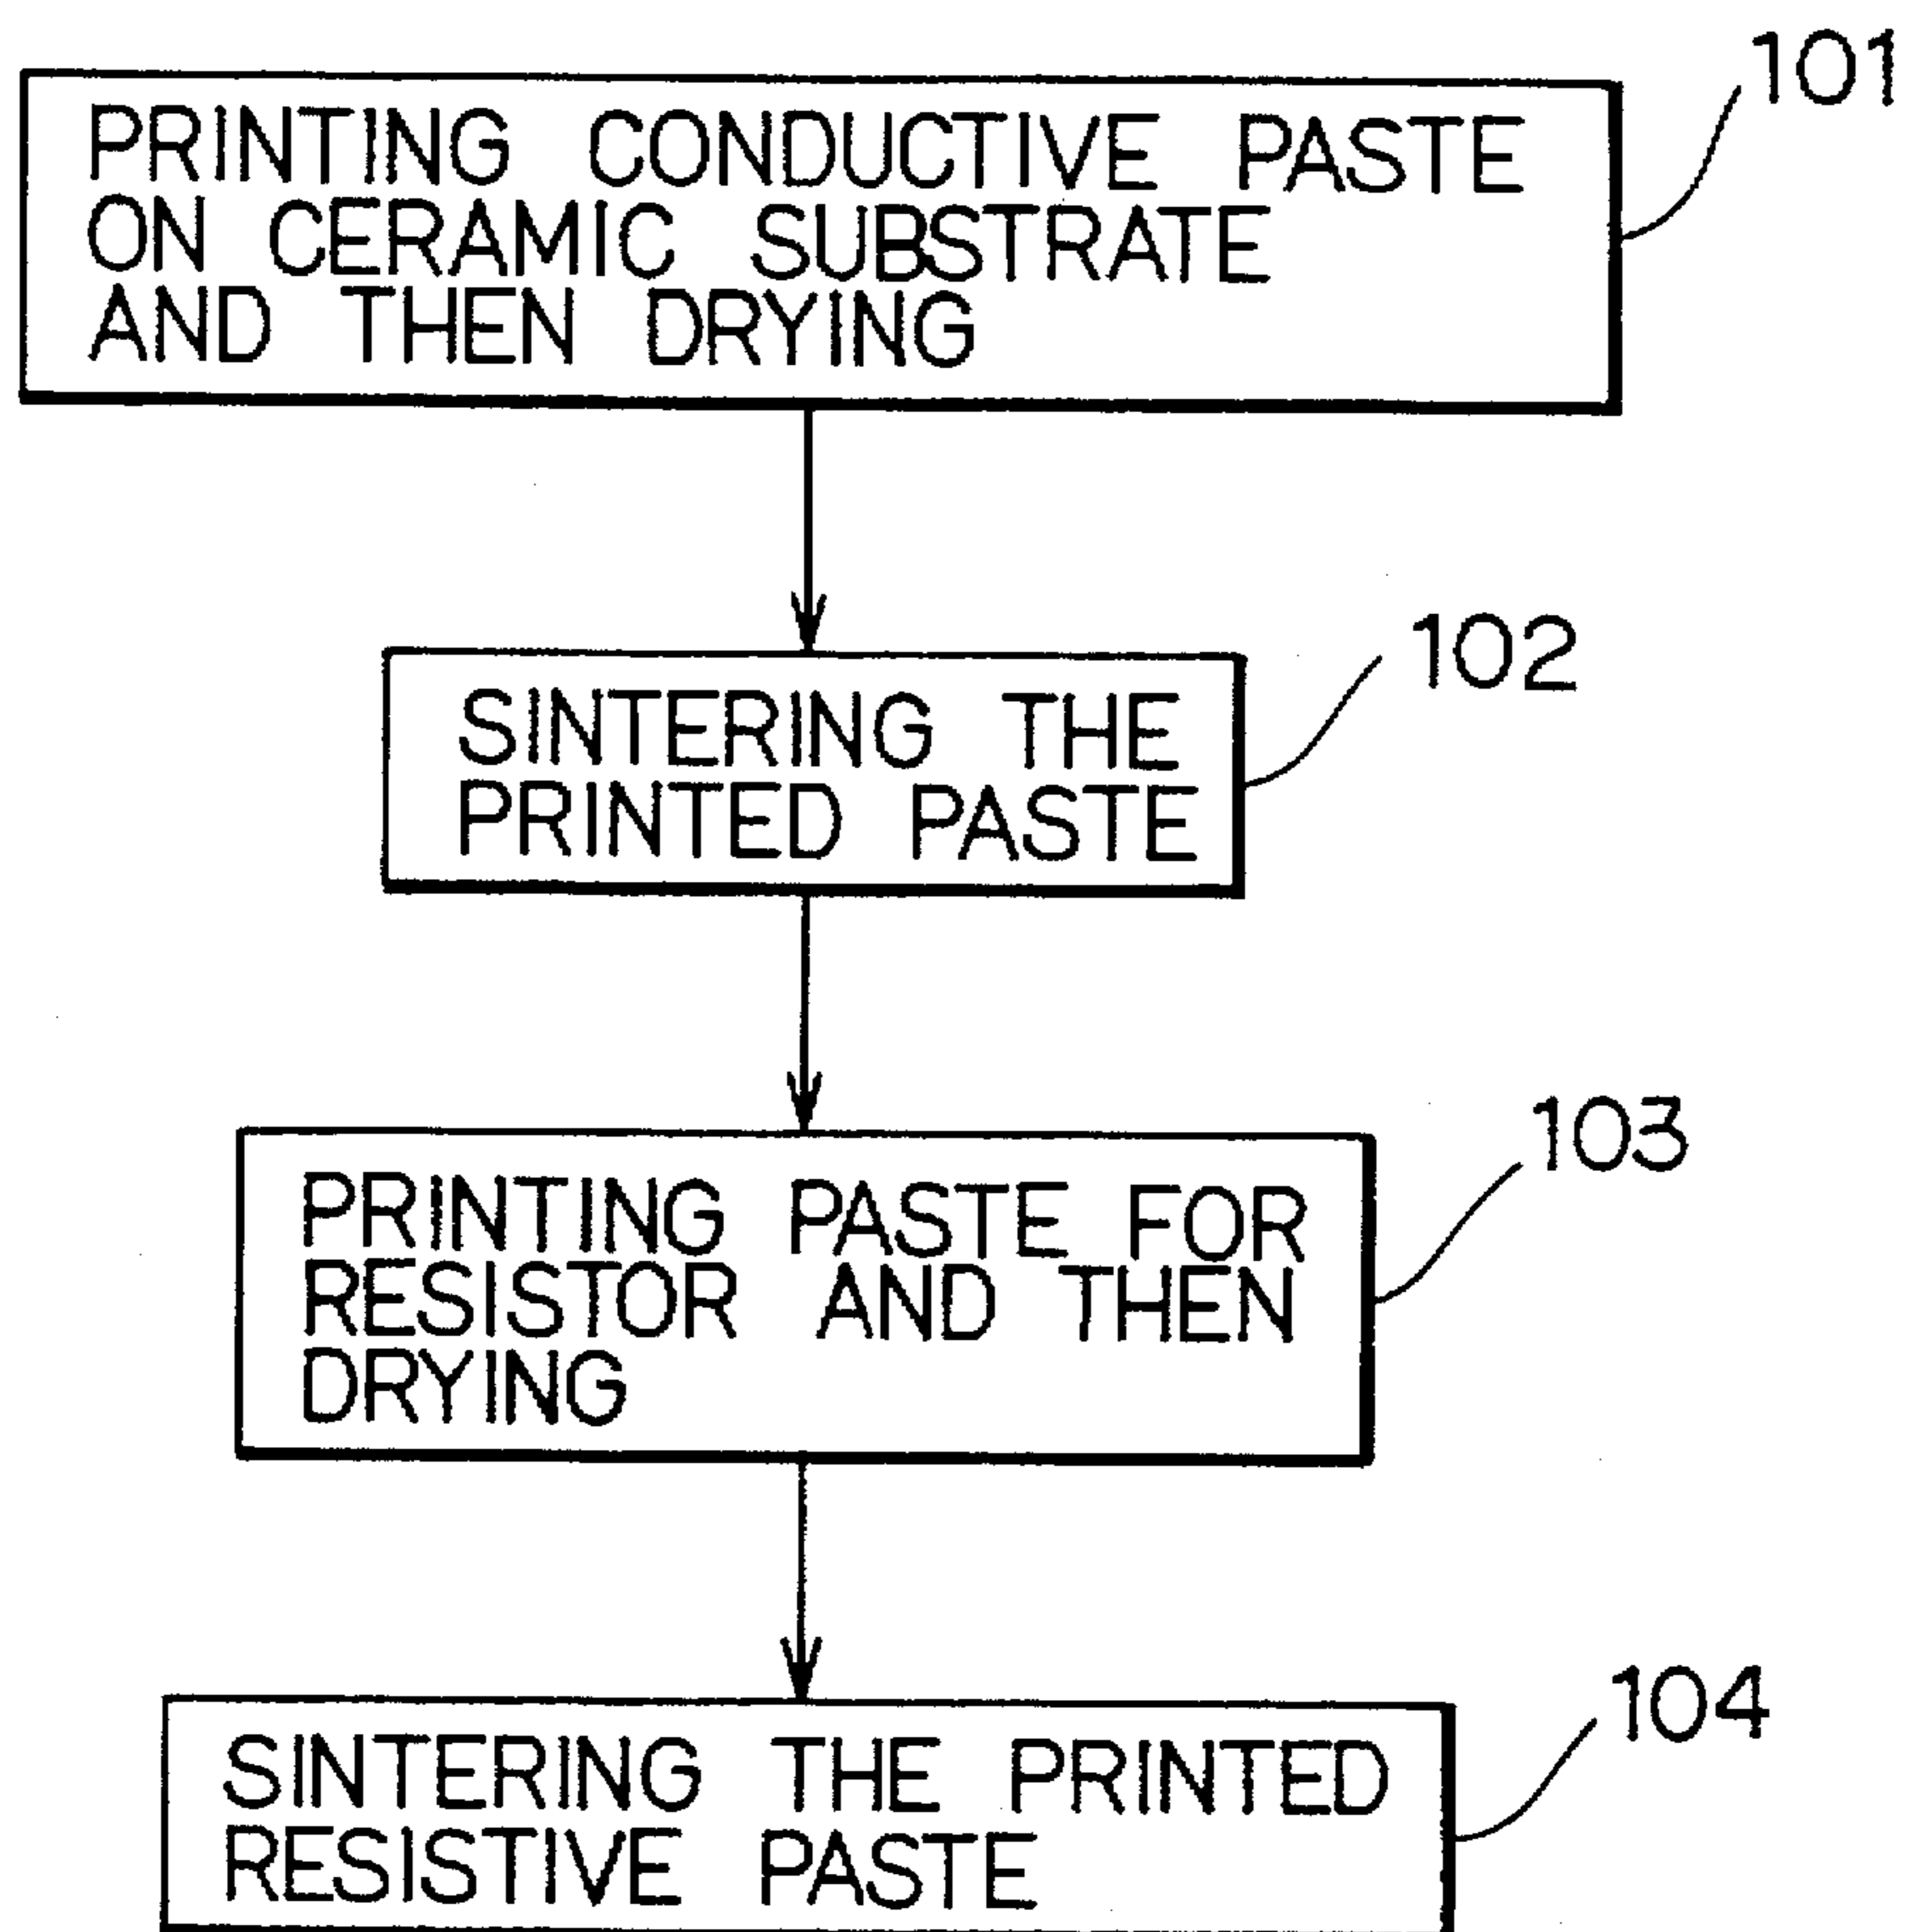 101
PRINTING CONDUCTIVE PASTE
ON CERAMIC SUBSTRATE
AND THEN DRYING
102
SINTERING THE
PRINTED PASTE
103
PRINTING PASTE FOR
RESISTOR AND THEN
DRYING
104
SINTERING THE PRINTED
RESISTIVE PASTE